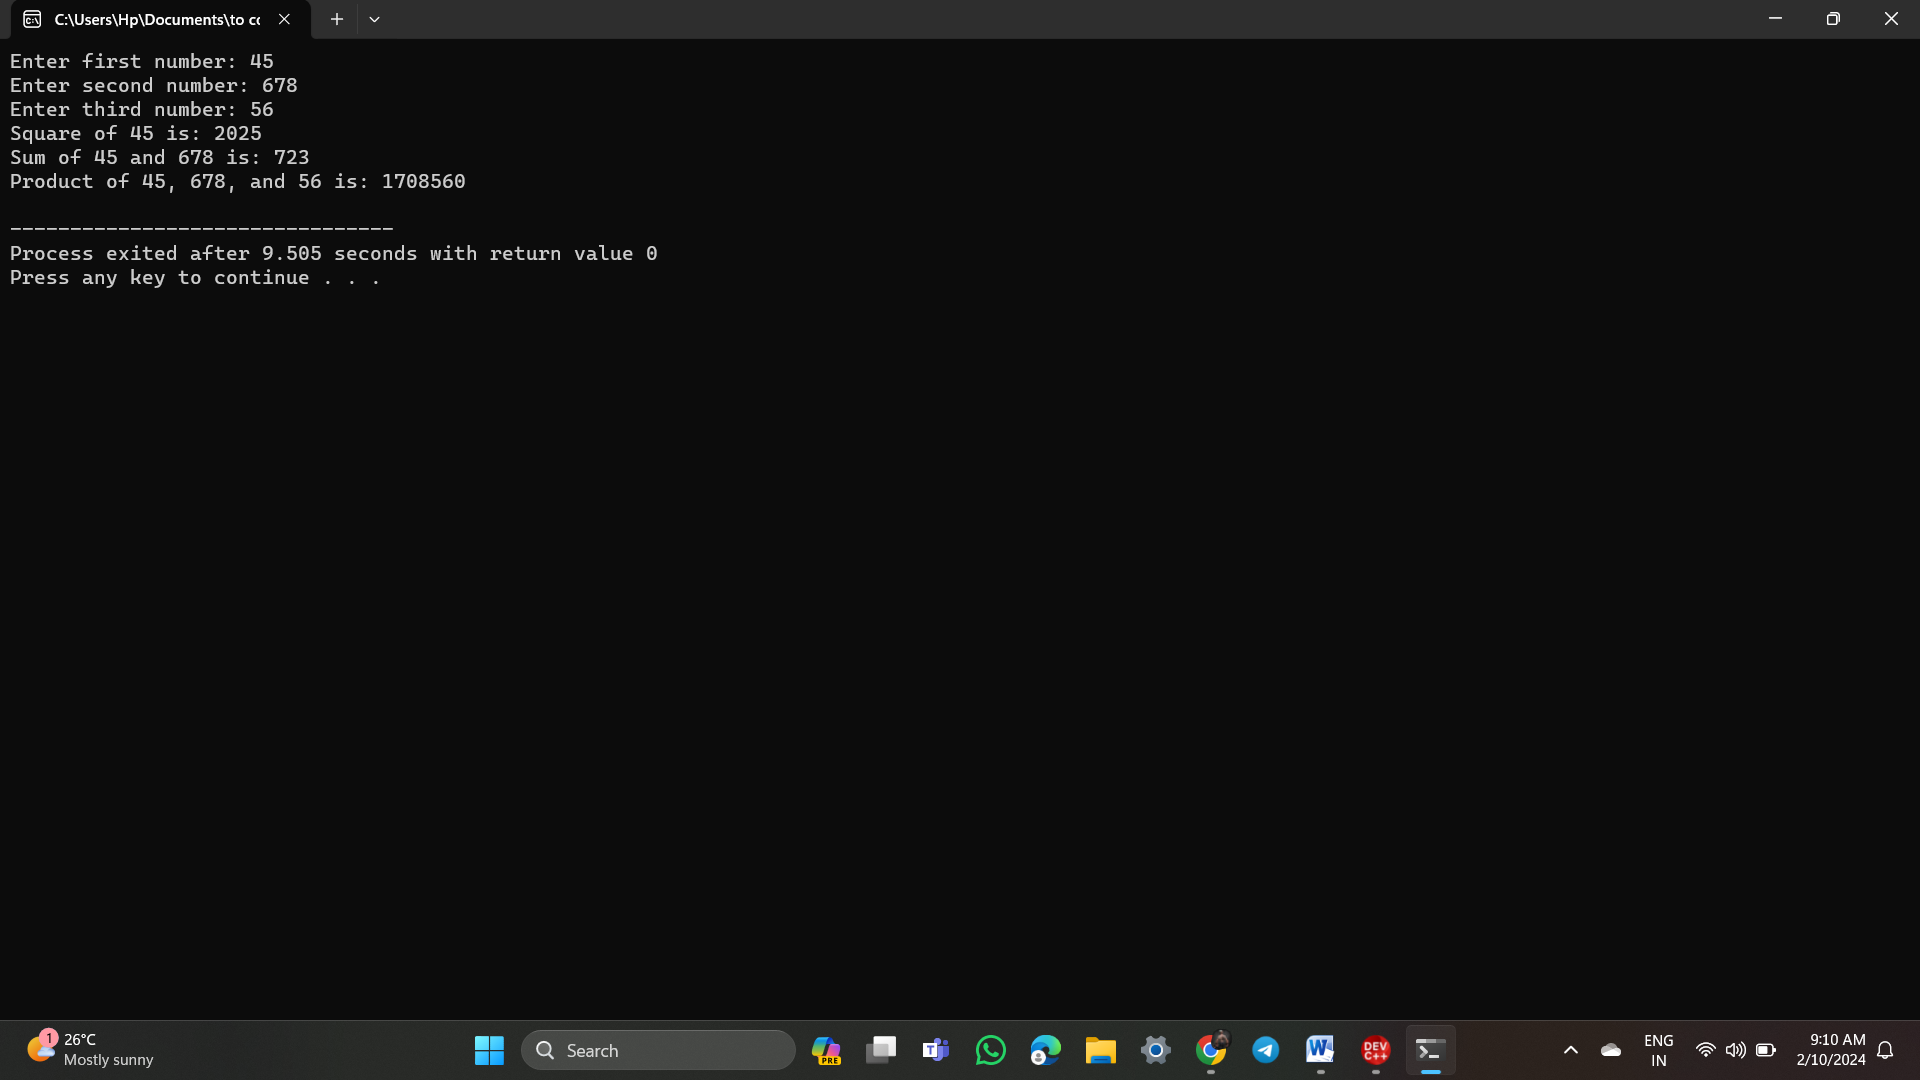 C:\Users\Hp\Documents\to
Enter first number: 45
Enter second number: 678
Enter third number: 56
Square of 45 is: 2025
Sum of 45 and 678 is: 723
Product of 45, 678, and 56 is: 1708560
--------------------------------
Process exited after 9.505 seconds with return value 0
Press any key to continue . . .
1
26°C
Mostly sunny
Search
PRE
DEV
C++
ENG
IN
9:10 AM
2/10/2024